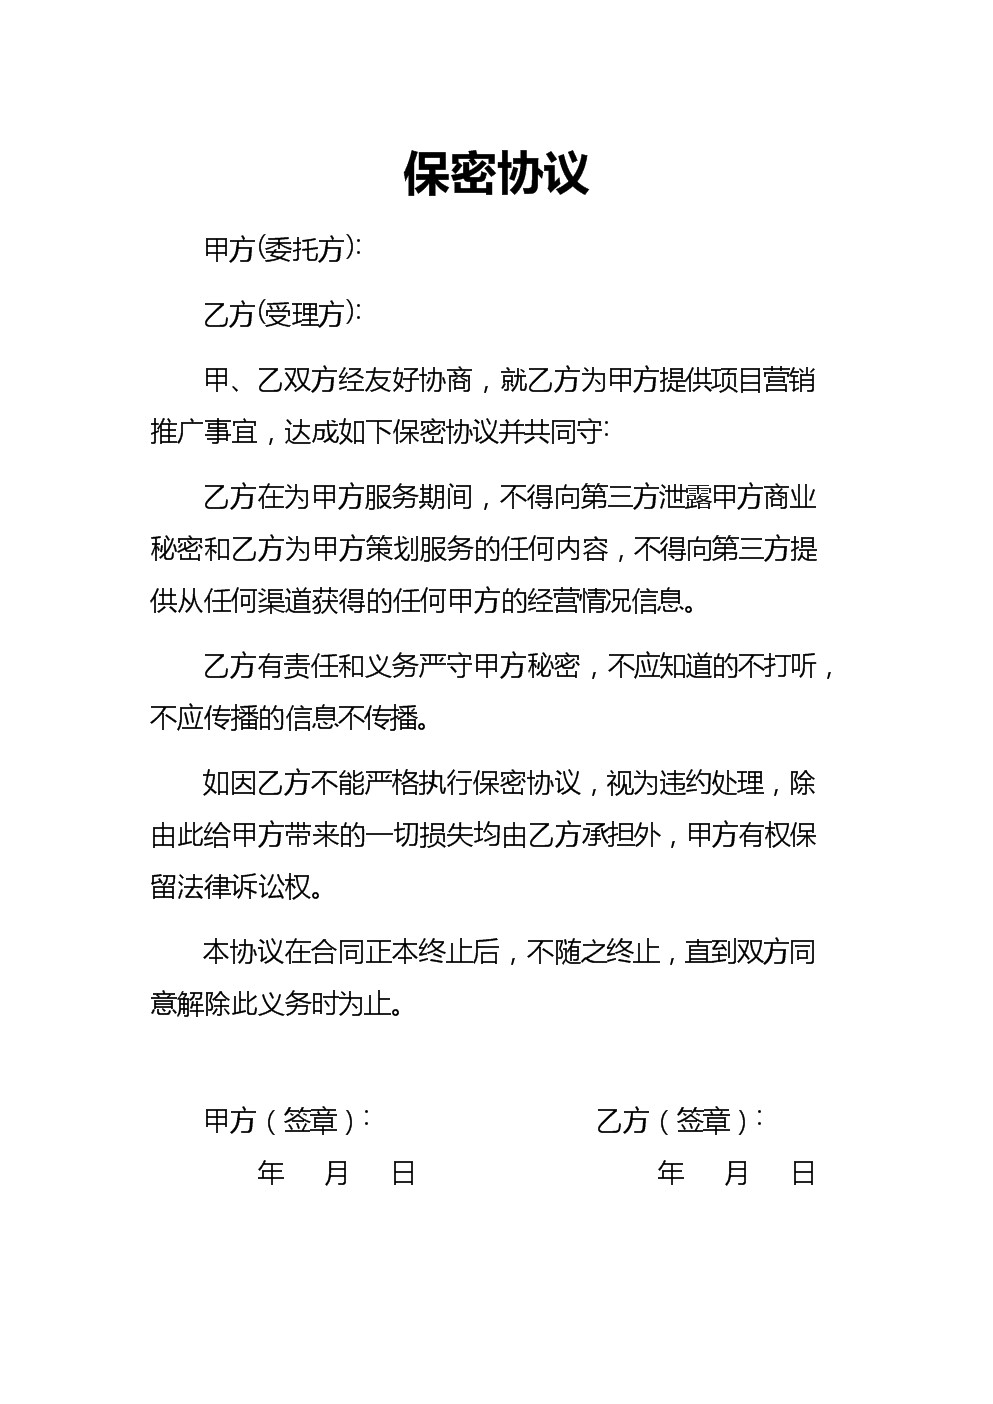 保密协议
甲方(委托方):
乙方(受理方):
甲、乙双方经友好协商，就乙方为甲方提供项目营销
推广事宜，达成如下保密协议并共同守:
乙方在为甲方服务期间，不得向第三方泄露甲方商业
秘密和乙方为甲方策划服务的任何内容，不得向第三方提
供从任何渠道获得的任何甲方的经营情况信息。
乙方有责任和义务严守甲方秘密，不应知道的不打听，
不应传播的信息不传播。
如因乙方不能严格执行保密协议，视为违约处理，除
由此给甲方带来的一切损失均由乙方承担外，甲方有权保
留法律诉讼权。
本协议在合同正本终止后，不随之终止，直到双方同
意解除此义务时为止。
甲方（签章）: 乙方（签章）:
年 月 日 年 月 日